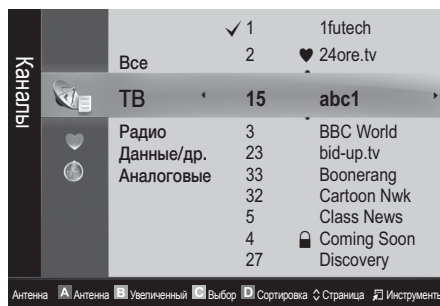 Каналы
✓ 1 1futech
Все 2 ♥ 24ore.tv
ТВ 15 abc1
Радио 3 BBC World
Данные/др. 23 bid-up.tv
Аналоговые 33 Boonerang
32 Cartoon Nwk
5 Class News
4 Coming Soon
27 Discovery
Антенна A Антенна B Увеличенный C Выбор D Сортировка Страница Инструменты